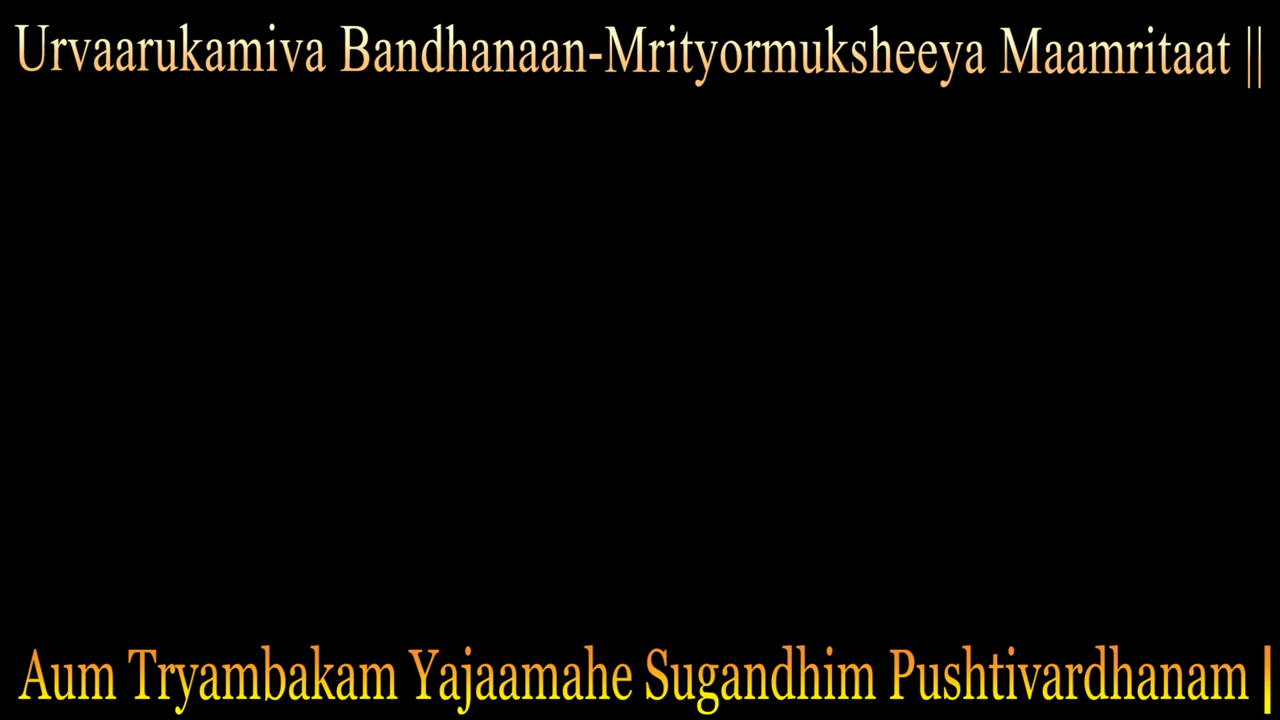 Urvaarukamiva Bandhanaan-Mrityormuksheeya Maamritaat ||
Aum Tryambakam Yajaamahe Sugandhim Pushtivardhanam |